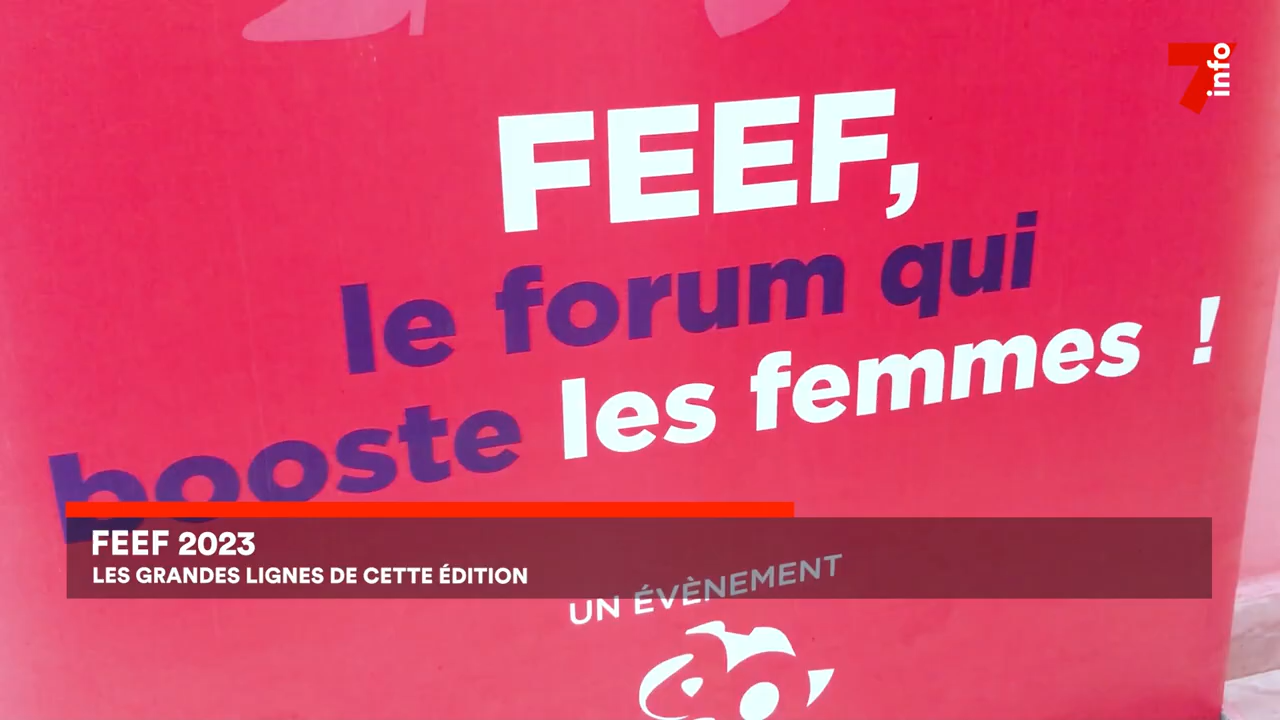 7 info
FEEF,
le forum qui
booste les femmes !
FEEF 2023
LES GRANDES LIGNES DE CETTE ÉDITION
UN ÉVÈNEMENT